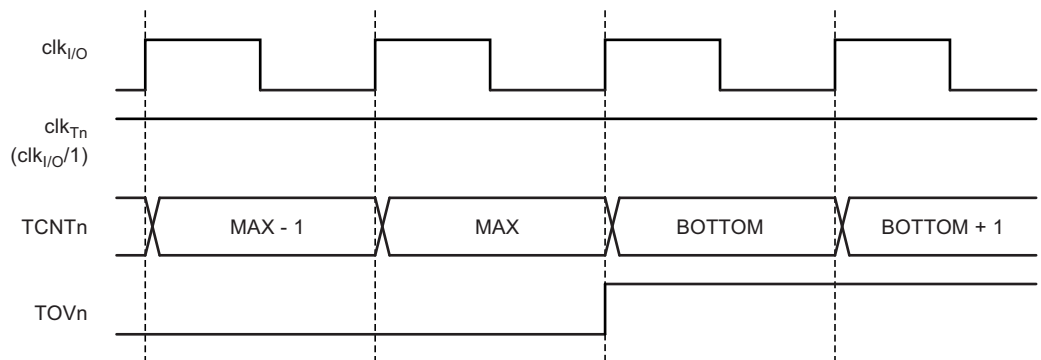 clkI/O
clkTn
(clkI/O/1)
TCNTn
MAX - 1
MAX
BOTTOM
BOTTOM + 1
TOVn